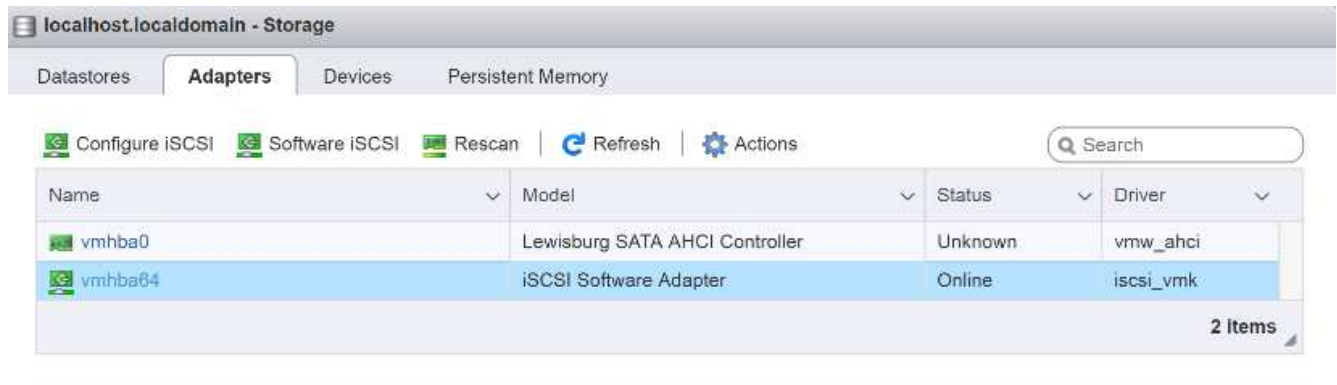 localhost.localdomain - Storage
Datastores Adapters Devices Persistent Memory
Configure iSCSI Software iSCSI Rescan Refresh Actions Search
Name Model Status Driver
vmhba0 Lewisburg SATA AHCI Controller Unknown vmw_ahci
vmhba64 iSCSI Software Adapter Online iscsi_vmk
2 items